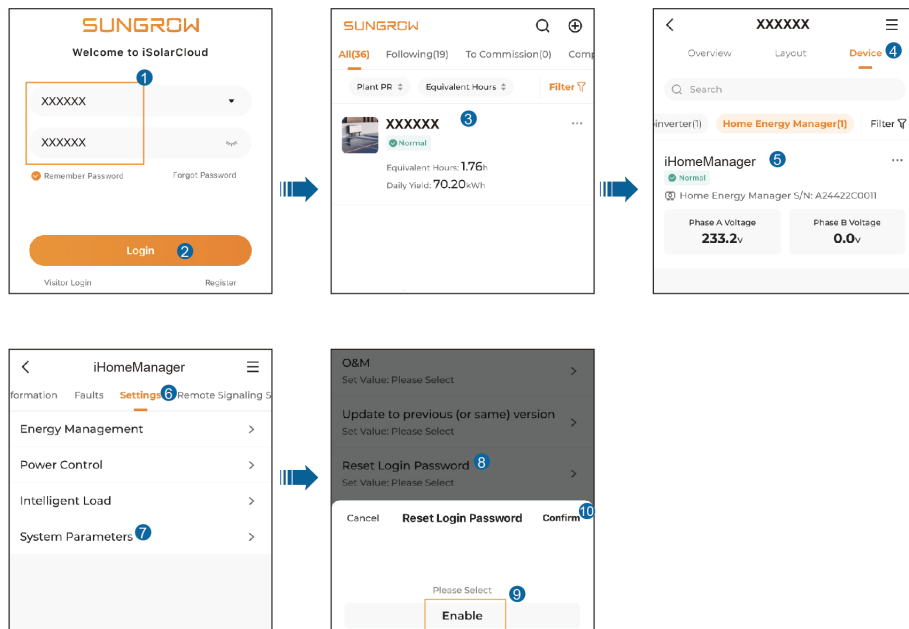 SUNGROW
Welcome to iSolarCloud
1
XXXXXX
XXXXXX
Remember Password Forgot Password
Login 2
Visitor Login Register
SUNGROW
All(36) Following(19) To Commission(0) Comp
Plant PR Equivalent Hours Filter
XXXXXX 3
Normal
Equivalent Hours: 1.76h
Daily Yield: 70.20kWh
XXXXXX
Overview Layout Device 4
Search
inverter(1) Home Energy Manager(1) Filter
iHomeManager 5
Normal
Home Energy Manager S/N: A24422C0011
Phase A Voltage Phase B Voltage
233.2v 0.0v
iHomeManager
formation Faults Settings 6 Remote Signaling S
Energy Management
Power Control
Intelligent Load
System Parameters 7
O&M
Set Value: Please Select
Update to previous (or same) version
Set Value: Please Select
Reset Login Password 8
Set Value: Please Select
Cancel Reset Login Password Confirm 10
Please Select 9
Enable